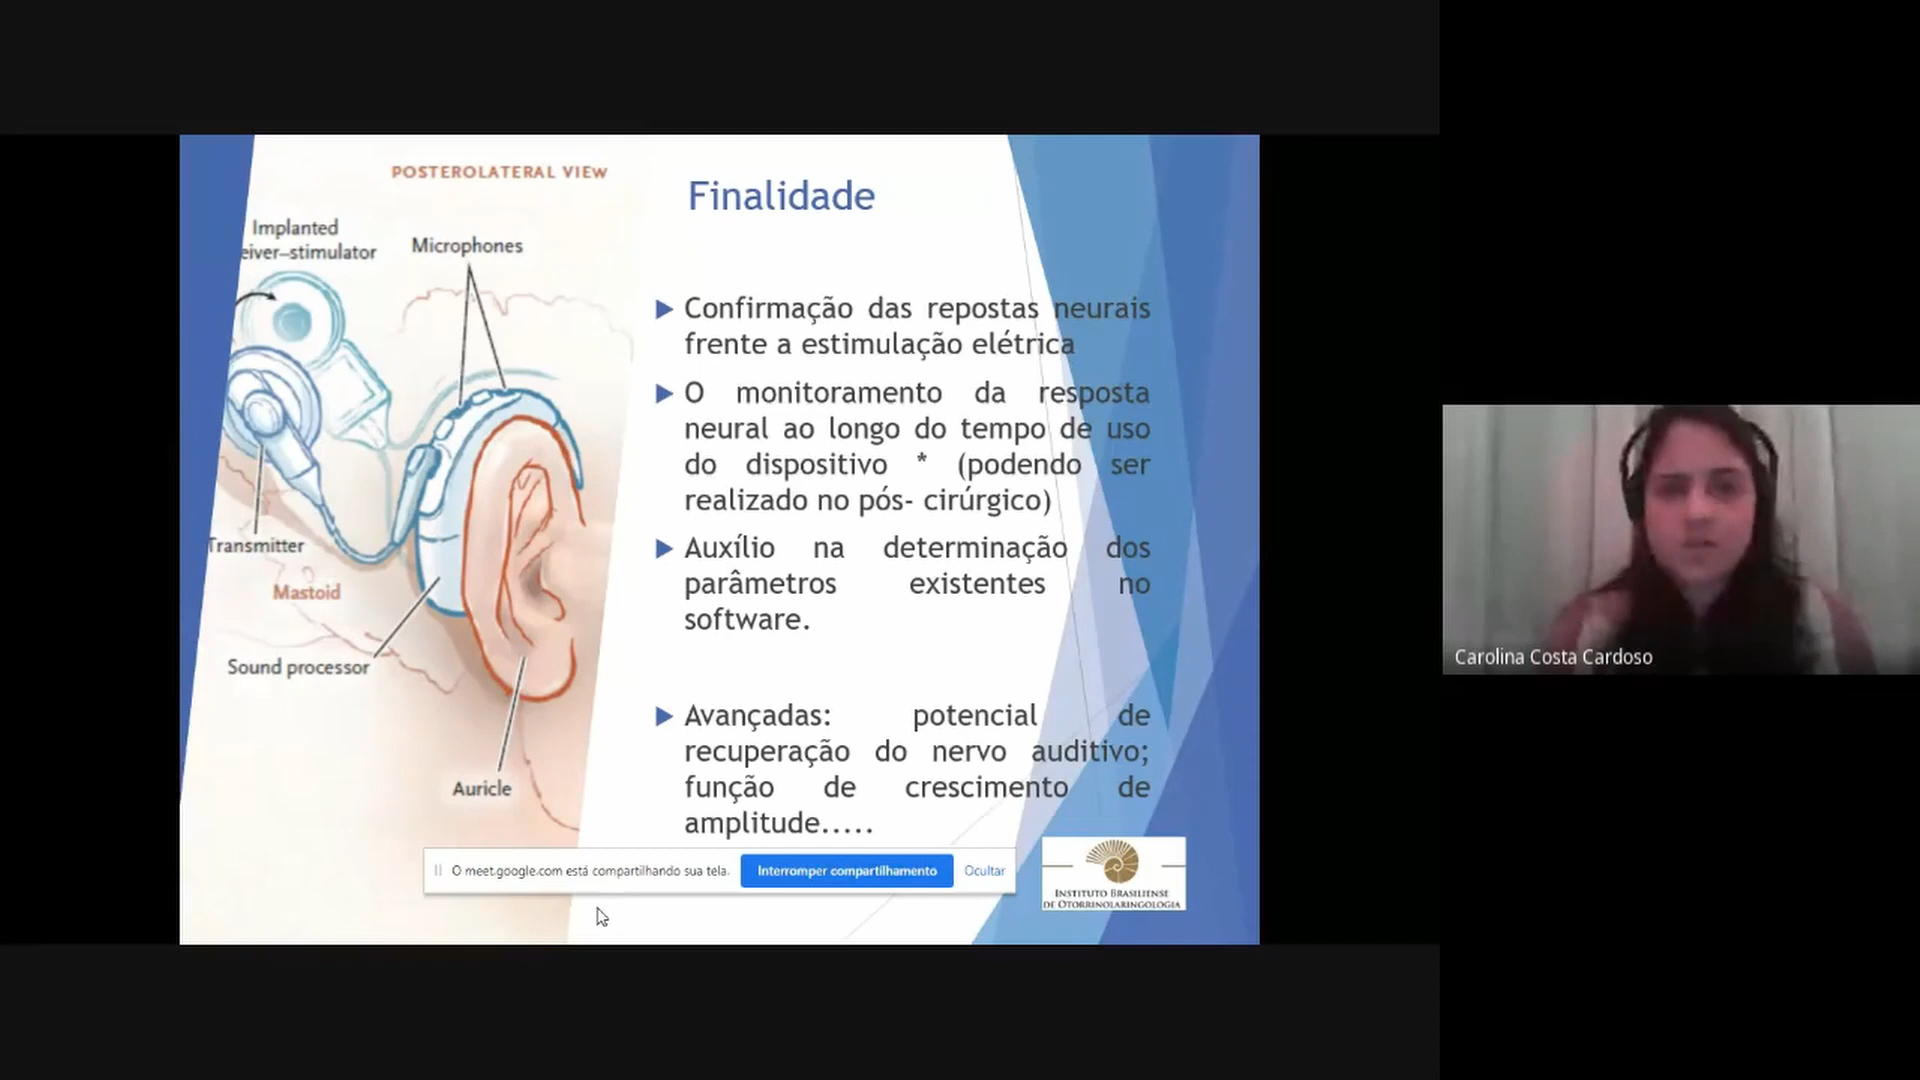 POSTEROLATERAL VIEW
Implanted
eiver–stimulator
Microphones
Transmitter
Mastoid
Sound processor
Auricle
Finalidade
Confirmação das repostas neurais
frente a estimulação elétrica
O monitoramento da resposta
neural ao longo do tempo de uso
do dispositivo * (podendo ser
realizado no pós- cirúrgico)
Auxílio na determinação dos
parâmetros existentes no
software.
Avançadas: potencial de
recuperação do nervo auditivo;
função de crescimento de
amplitude.....
O meet.google.com está compartilhando sua tela.
Interromper compartilhamento
Ocultar
INSTITUTO BRASILIENSE
DE OTORRINOLARINGOLOGIA
Carolina Costa Cardoso